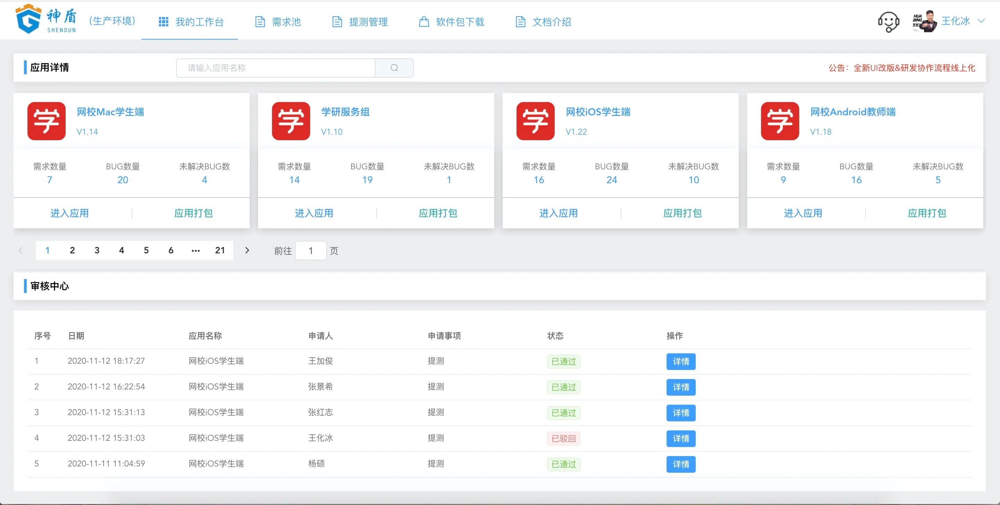 神盾
SHENDUN
(生产环境)
我的工作台
需求池
提测管理
软件包下载
文档介绍
HUA
BING
王化冰
应用详情
请输入应用名称
公告：全新UI改版&研发协作流程线上化
学
网校Mac学生端
V1.14
需求数量 BUG数量 未解决BUG数
7 20 4
进入应用 应用打包
学
学研服务组
V1.10
需求数量 BUG数量 未解决BUG数
14 19 1
进入应用 应用打包
学
网校iOS学生端
V1.22
需求数量 BUG数量 未解决BUG数
16 24 10
进入应用 应用打包
学
网校Android教师端
V1.18
需求数量 BUG数量 未解决BUG数
9 16 5
进入应用 应用打包
1 2 3 4 5 6 ··· 21 前往 1 页
审核中心
序号 日期 应用名称 申请人 申请事项 状态 操作
1 2020-11-12 18:17:27 网校iOS学生端 王加俊 提测 已通过 详情
2 2020-11-12 16:22:54 网校iOS学生端 张景希 提测 已通过 详情
3 2020-11-12 15:31:13 网校iOS学生端 张红志 提测 已通过 详情
4 2020-11-12 15:31:03 网校iOS学生端 王化冰 提测 已驳回 详情
5 2020-11-11 11:04:59 网校iOS学生端 杨硕 提测 已通过 详情